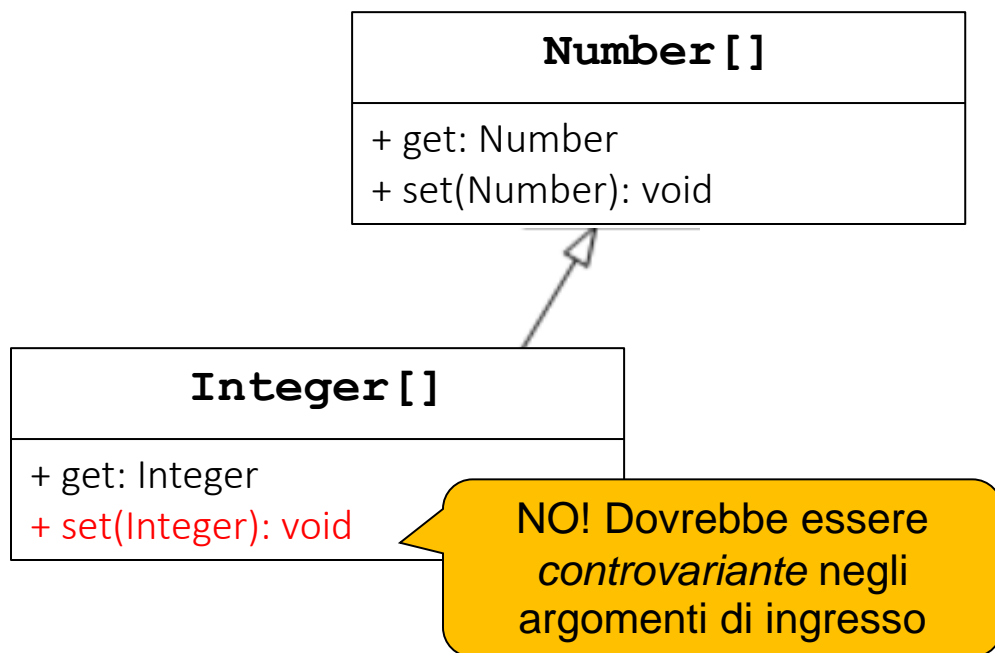 Number[]
+ get: Number
+ set(Number): void
Integer[]
+ get: Integer
+ set(Integer): void
NO! Dovrebbe essere
controvariante negli
argomenti di ingresso